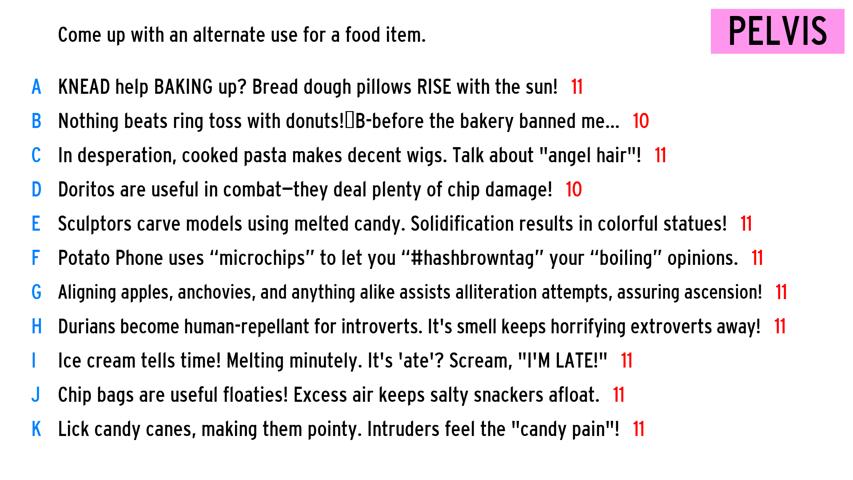 Come up with an alternate use for a food item.
PELVIS
A KNEAD help BAKING up? Bread dough pillows RISE with the sun! 11
B Nothing beats ring toss with donuts!▯B-before the bakery banned me... 10
C In desperation, cooked pasta makes decent wigs. Talk about "angel hair"! 11
D Doritos are useful in combat—they deal plenty of chip damage! 10
E Sculptors carve models using melted candy. Solidification results in colorful statues! 11
F Potato Phone uses “microchips” to let you “#hashbrowntag” your “boiling” opinions. 11
G Aligning apples, anchovies, and anything alike assists alliteration attempts, assuring ascension! 11
H Durians become human-repellant for introverts. It's smell keeps horrifying extroverts away! 11
I Ice cream tells time! Melting minutely. It's 'ate'? Scream, "I'M LATE!" 11
J Chip bags are useful floaties! Excess air keeps salty snackers afloat. 11
K Lick candy canes, making them pointy. Intruders feel the "candy pain"! 11